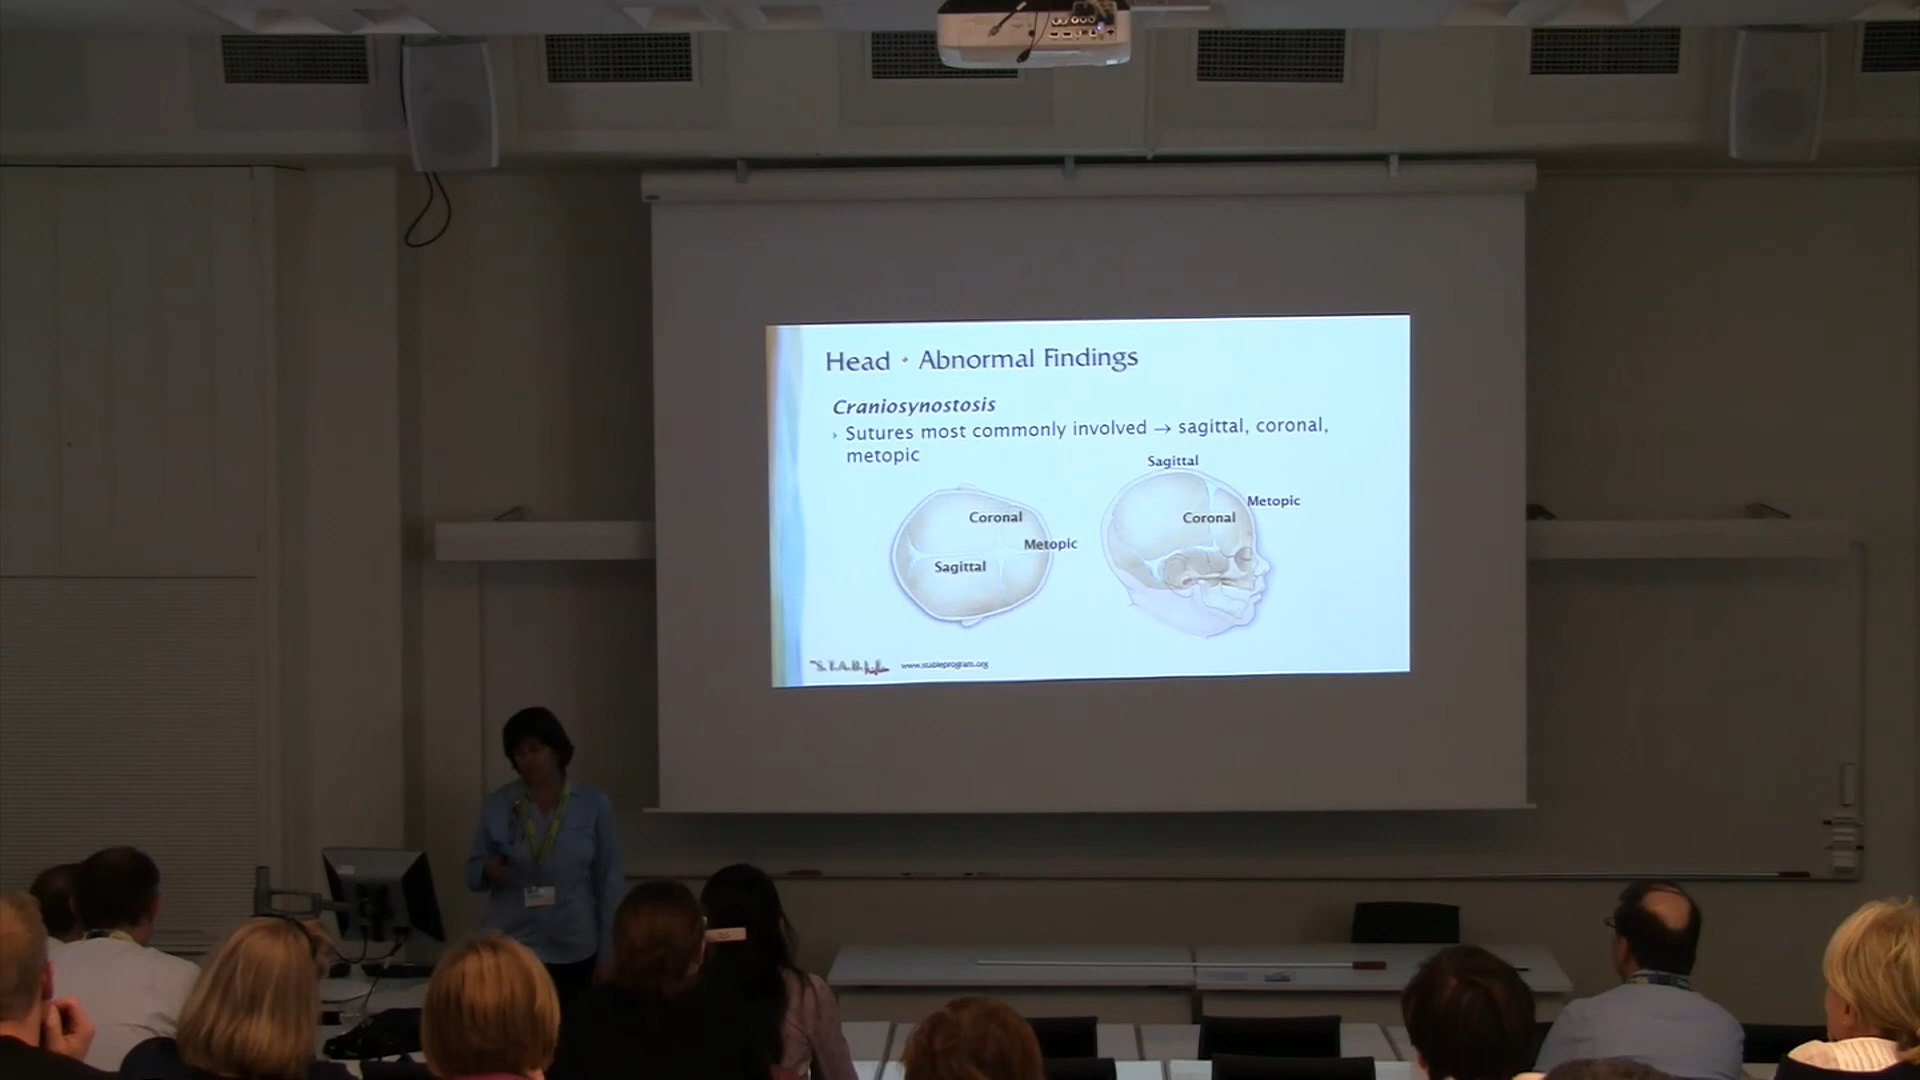 Head • Abnormal Findings
Craniosynostosis
› Sutures most commonly involved → sagittal, coronal,
metopic
Coronal
Metopic
Sagittal
Sagittal
Metopic
Coronal
S.T.A.B.L.E.
www.stableprogram.org